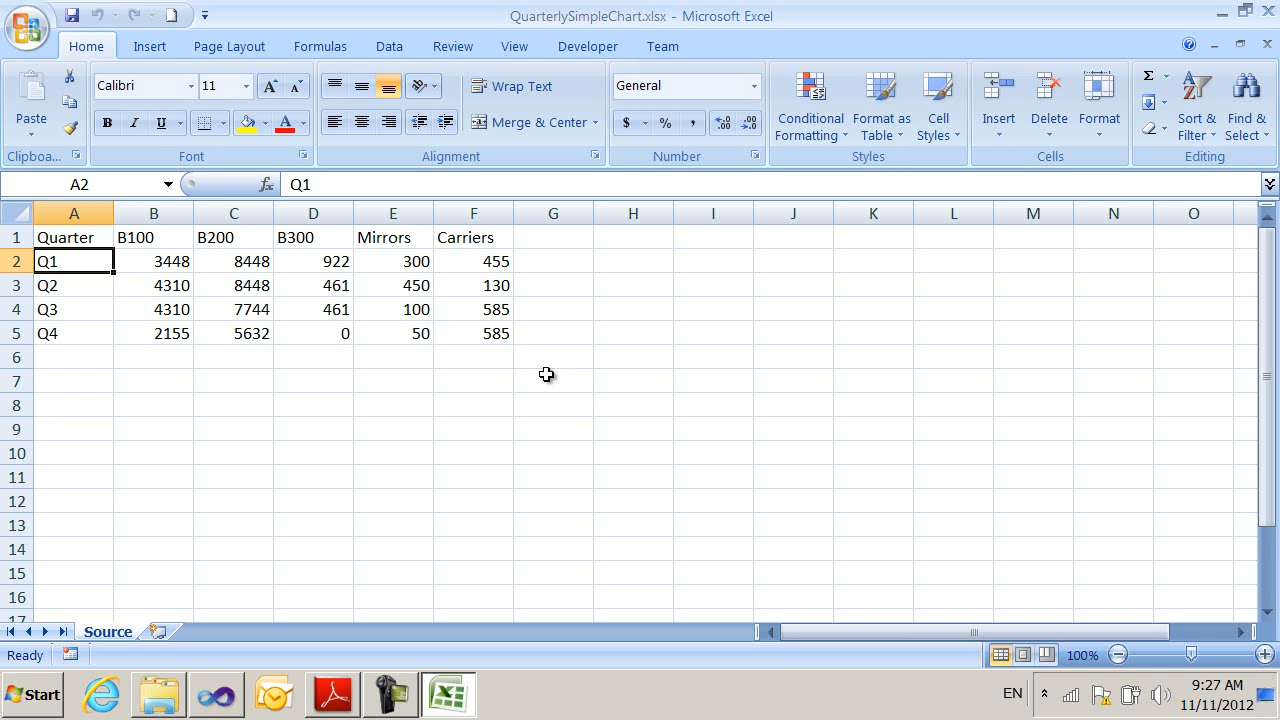 QuarterlySimpleChart.xlsx - Microsoft Excel
Home Insert Page Layout Formulas Data Review View Developer Team
Calibri 11 Wrap Text General
Paste B I U Merge & Center $ % , Conditional Formatting Format as Table Cell Styles Insert Delete Format Sort & Filter Find & Select
Clipboa... Font Alignment Number Styles Cells Editing
A2 fx Q1
A B C D E F G H I J K L M N O
1 Quarter B100 B200 B300 Mirrors Carriers
2 Q1 3448 8448 922 300 455
3 Q2 4310 8448 461 450 130
4 Q3 4310 7744 461 100 585
5 Q4 2155 5632 0 50 585
6
7
8
9
10
11
12
13
14
15
16
17
Source
Ready 100%
Start EN 9:27 AM
11/11/2012